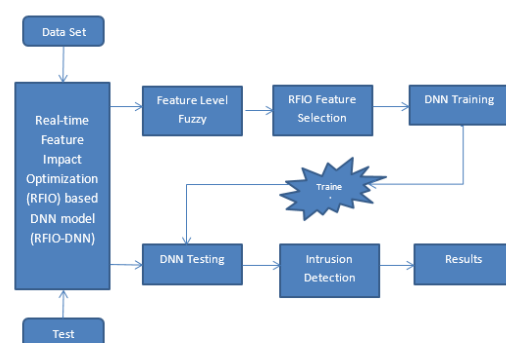 Data Set
Real-time
Feature
Impact
Optimization
(RFIO) based
DNN model
(RFIO-DNN)
Feature Level
Fuzzy
RFIO Feature
Selection
DNN Training
Traine
DNN Testing
Intrusion
Detection
Results
Test